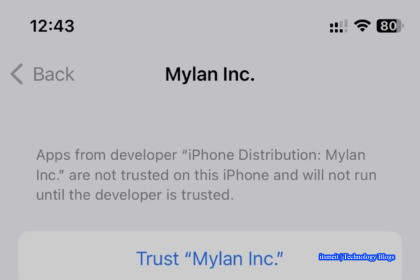 12:43
80
Back
Mylan Inc.
Apps from developer “iPhone Distribution: Mylan
Inc.” are not trusted on this iPhone and will not run
until the developer is trusted.
Trust “Mylan Inc.”
itsmeit | Technology Blogs